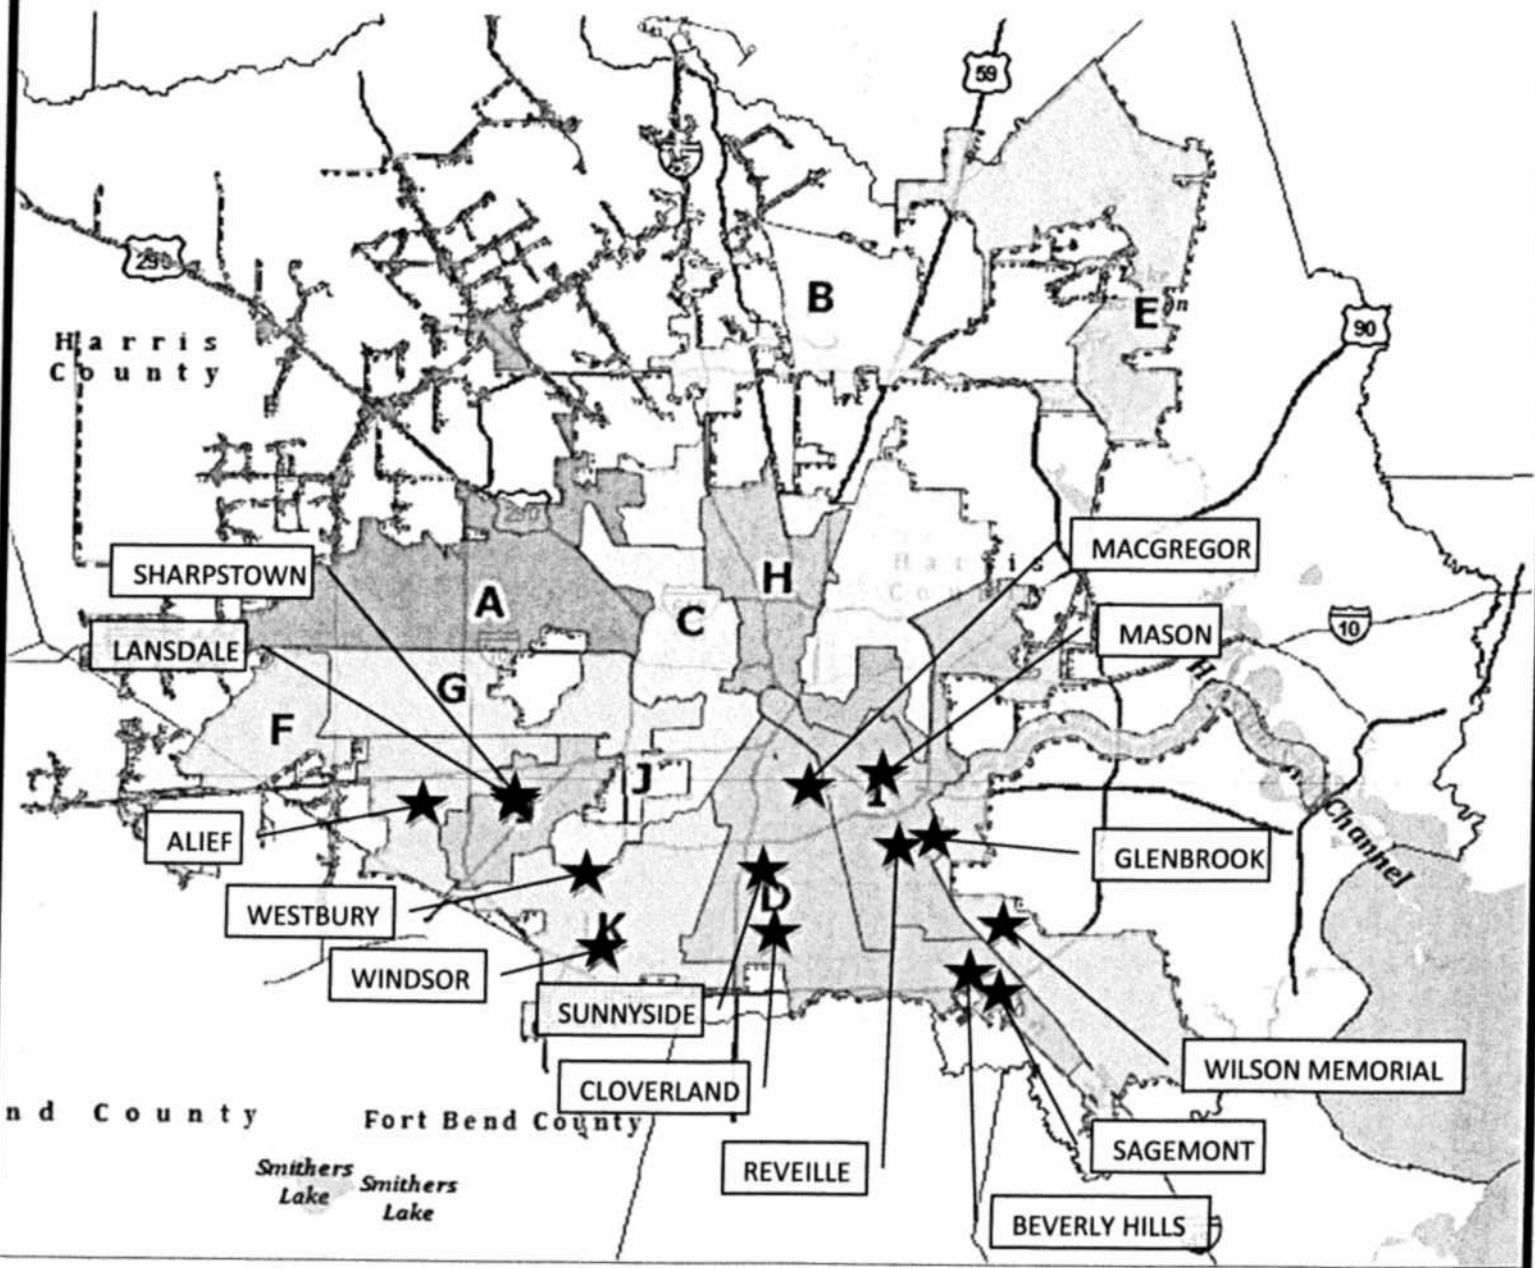 59
290
B
E
90
Harris
County
SHARPSTOWN
MACGREGOR
A
H
C
MASON
10
LANSDALE
G
F
J
ALIEF
GLENBROOK
Channel
WESTBURY
D
K
WINDSOR
SUNNYSIDE
WILSON MEMORIAL
CLOVERLAND
nd County
Fort Bend County
SAGEMONT
REVEILLE
Smithers
Lake
Smithers
Lake
BEVERLY HILLS